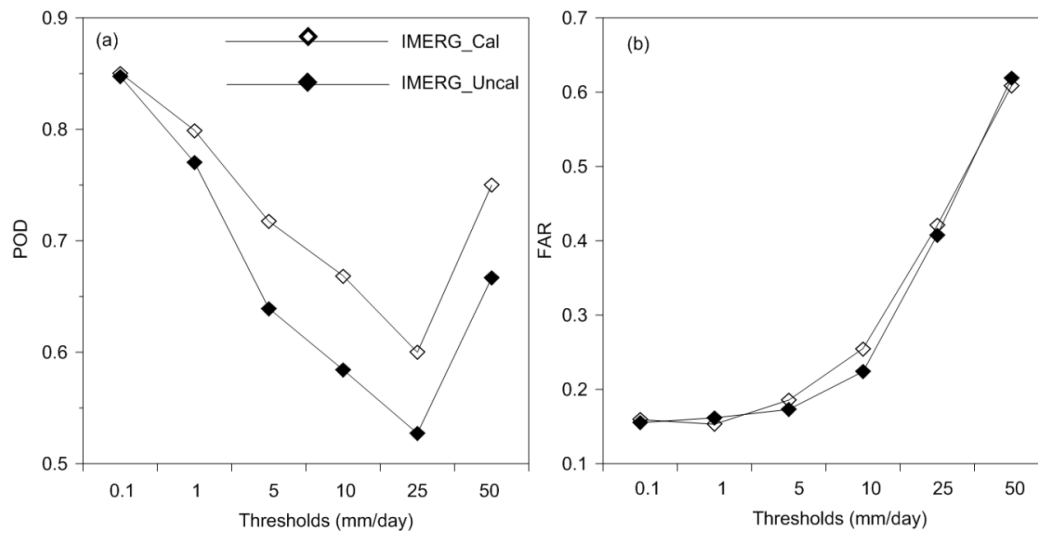 (a)
IMERG_Cal
IMERG_Uncal
POD
0.9
0.8
0.7
0.6
0.5
0.1 1 5 10 25 50
Thresholds (mm/day)
(b)
FAR
0.7
0.6
0.5
0.4
0.3
0.2
0.1
0.1 1 5 10 25 50
Thresholds (mm/day)